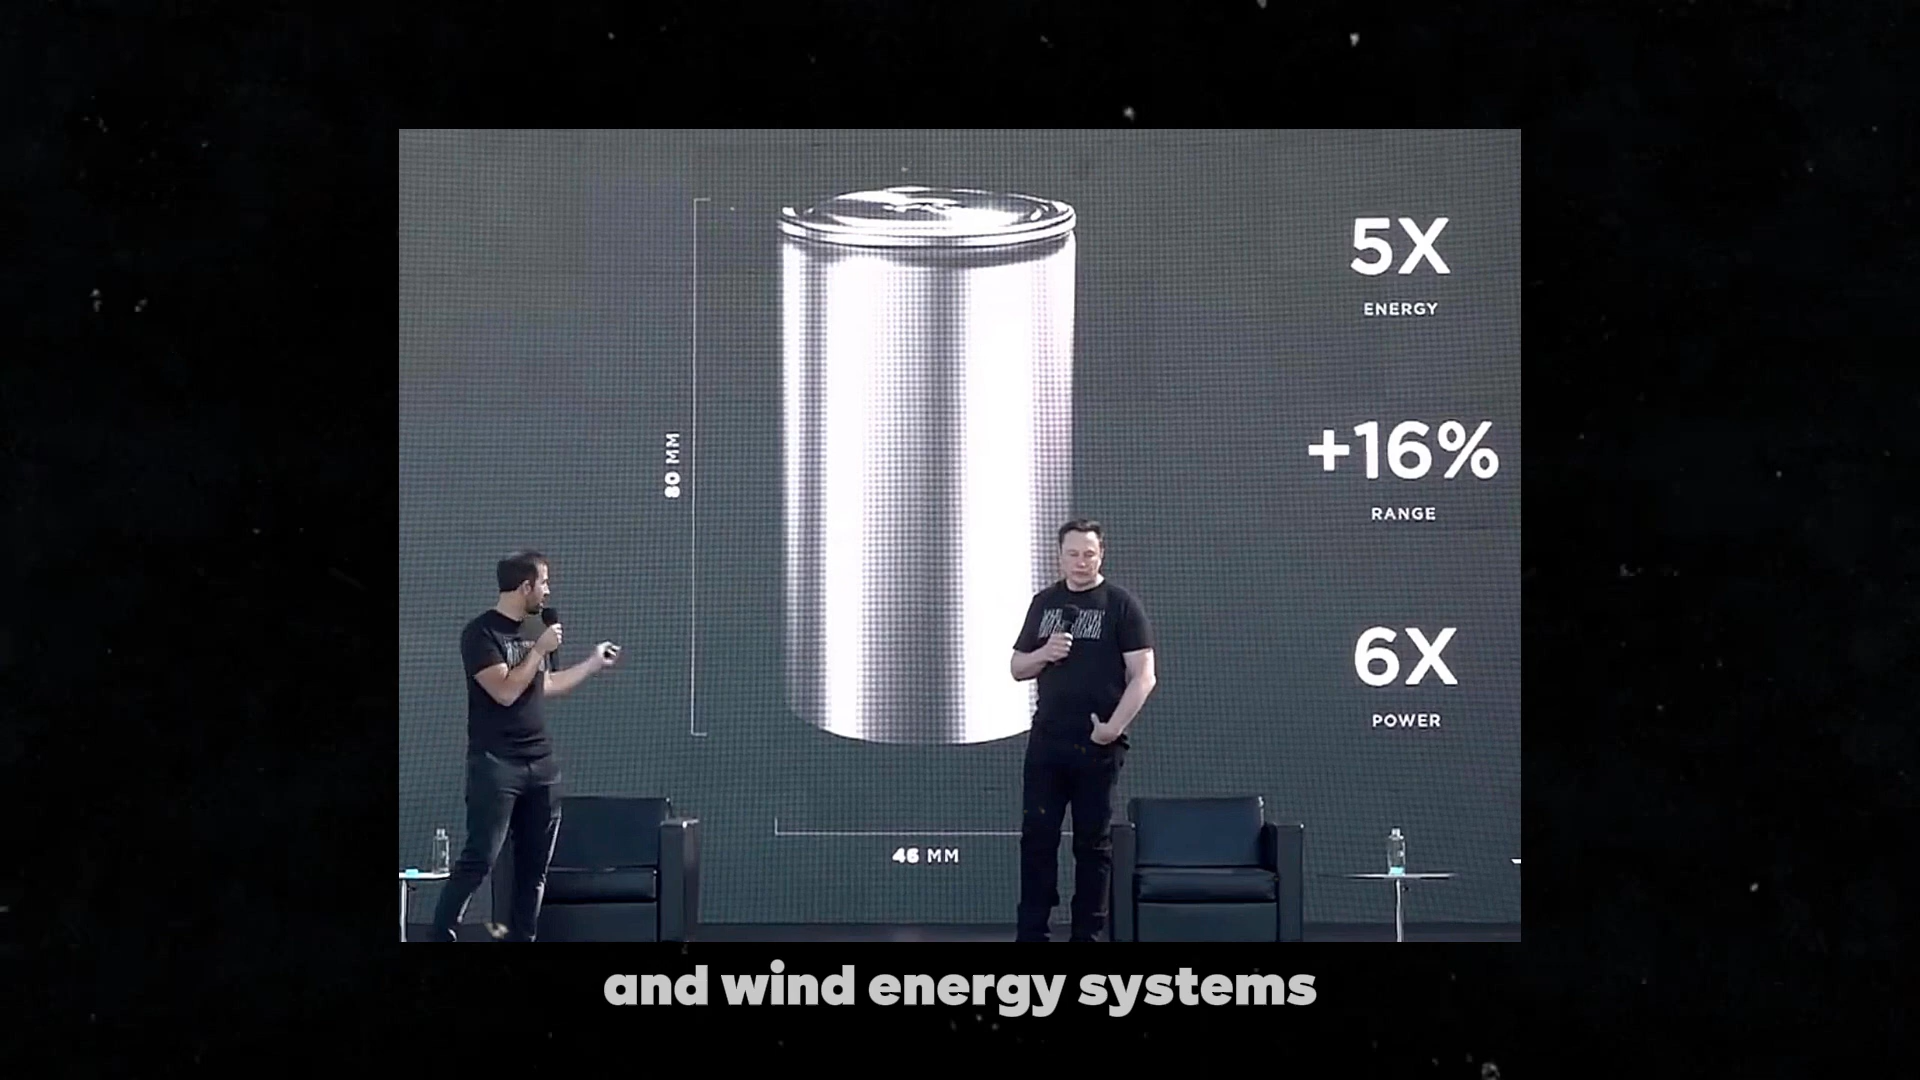 5X
ENERGY
80 MM
+16%
RANGE
6X
POWER
46 MM
and wind energy systems